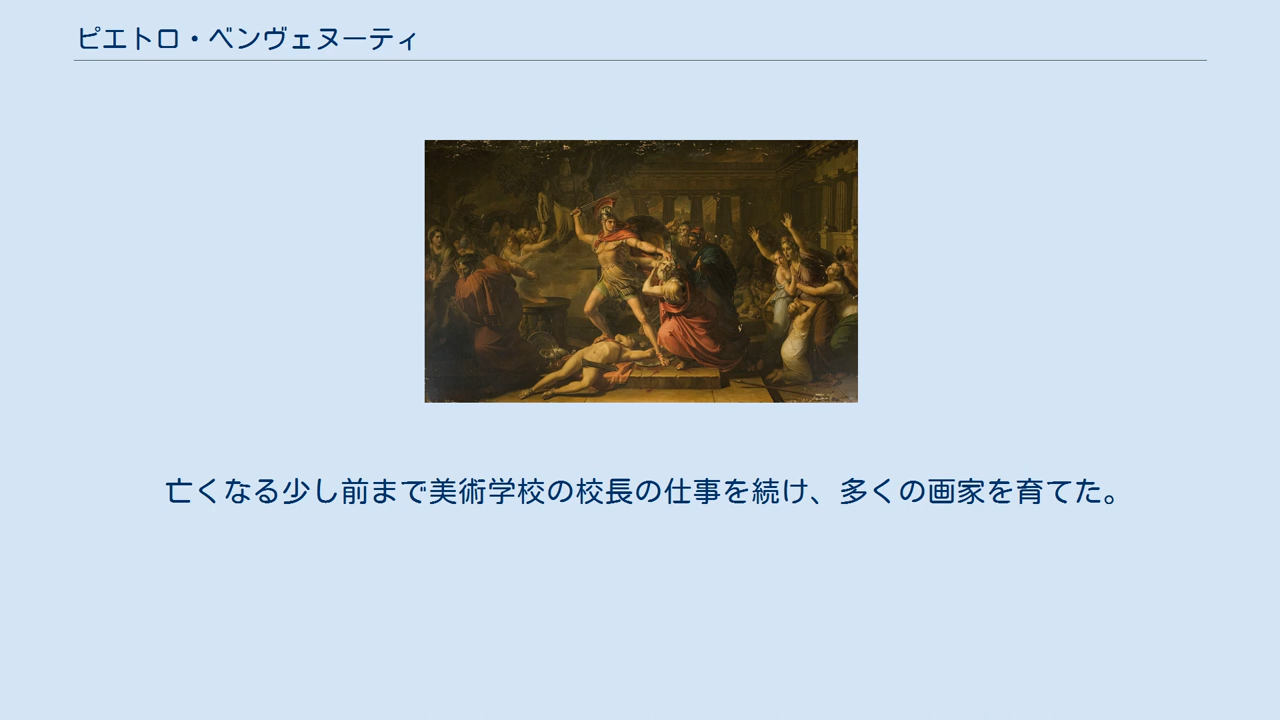 ピエトロ・ベンヴェヌーティ
亡くなる少し前まで美術学校の校長の仕事を続け、多くの画家を育てた。